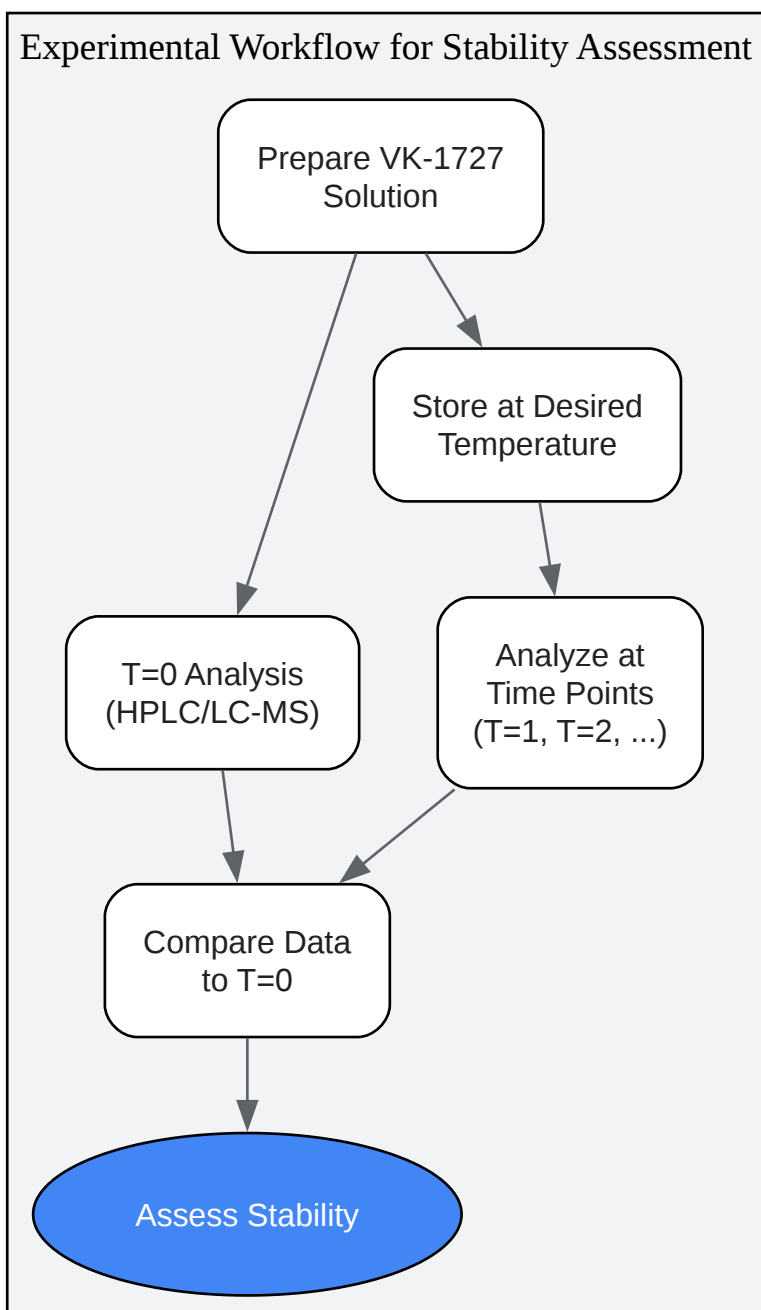 Experimental Workflow for Stability Assessment
Prepare VK-1727
Solution
Store at Desired
Temperature
T=0 Analysis
(HPLC/LC-MS)
Analyze at
Time Points
(T=1, T=2, ...)
Compare Data
to T=0
Assess Stability